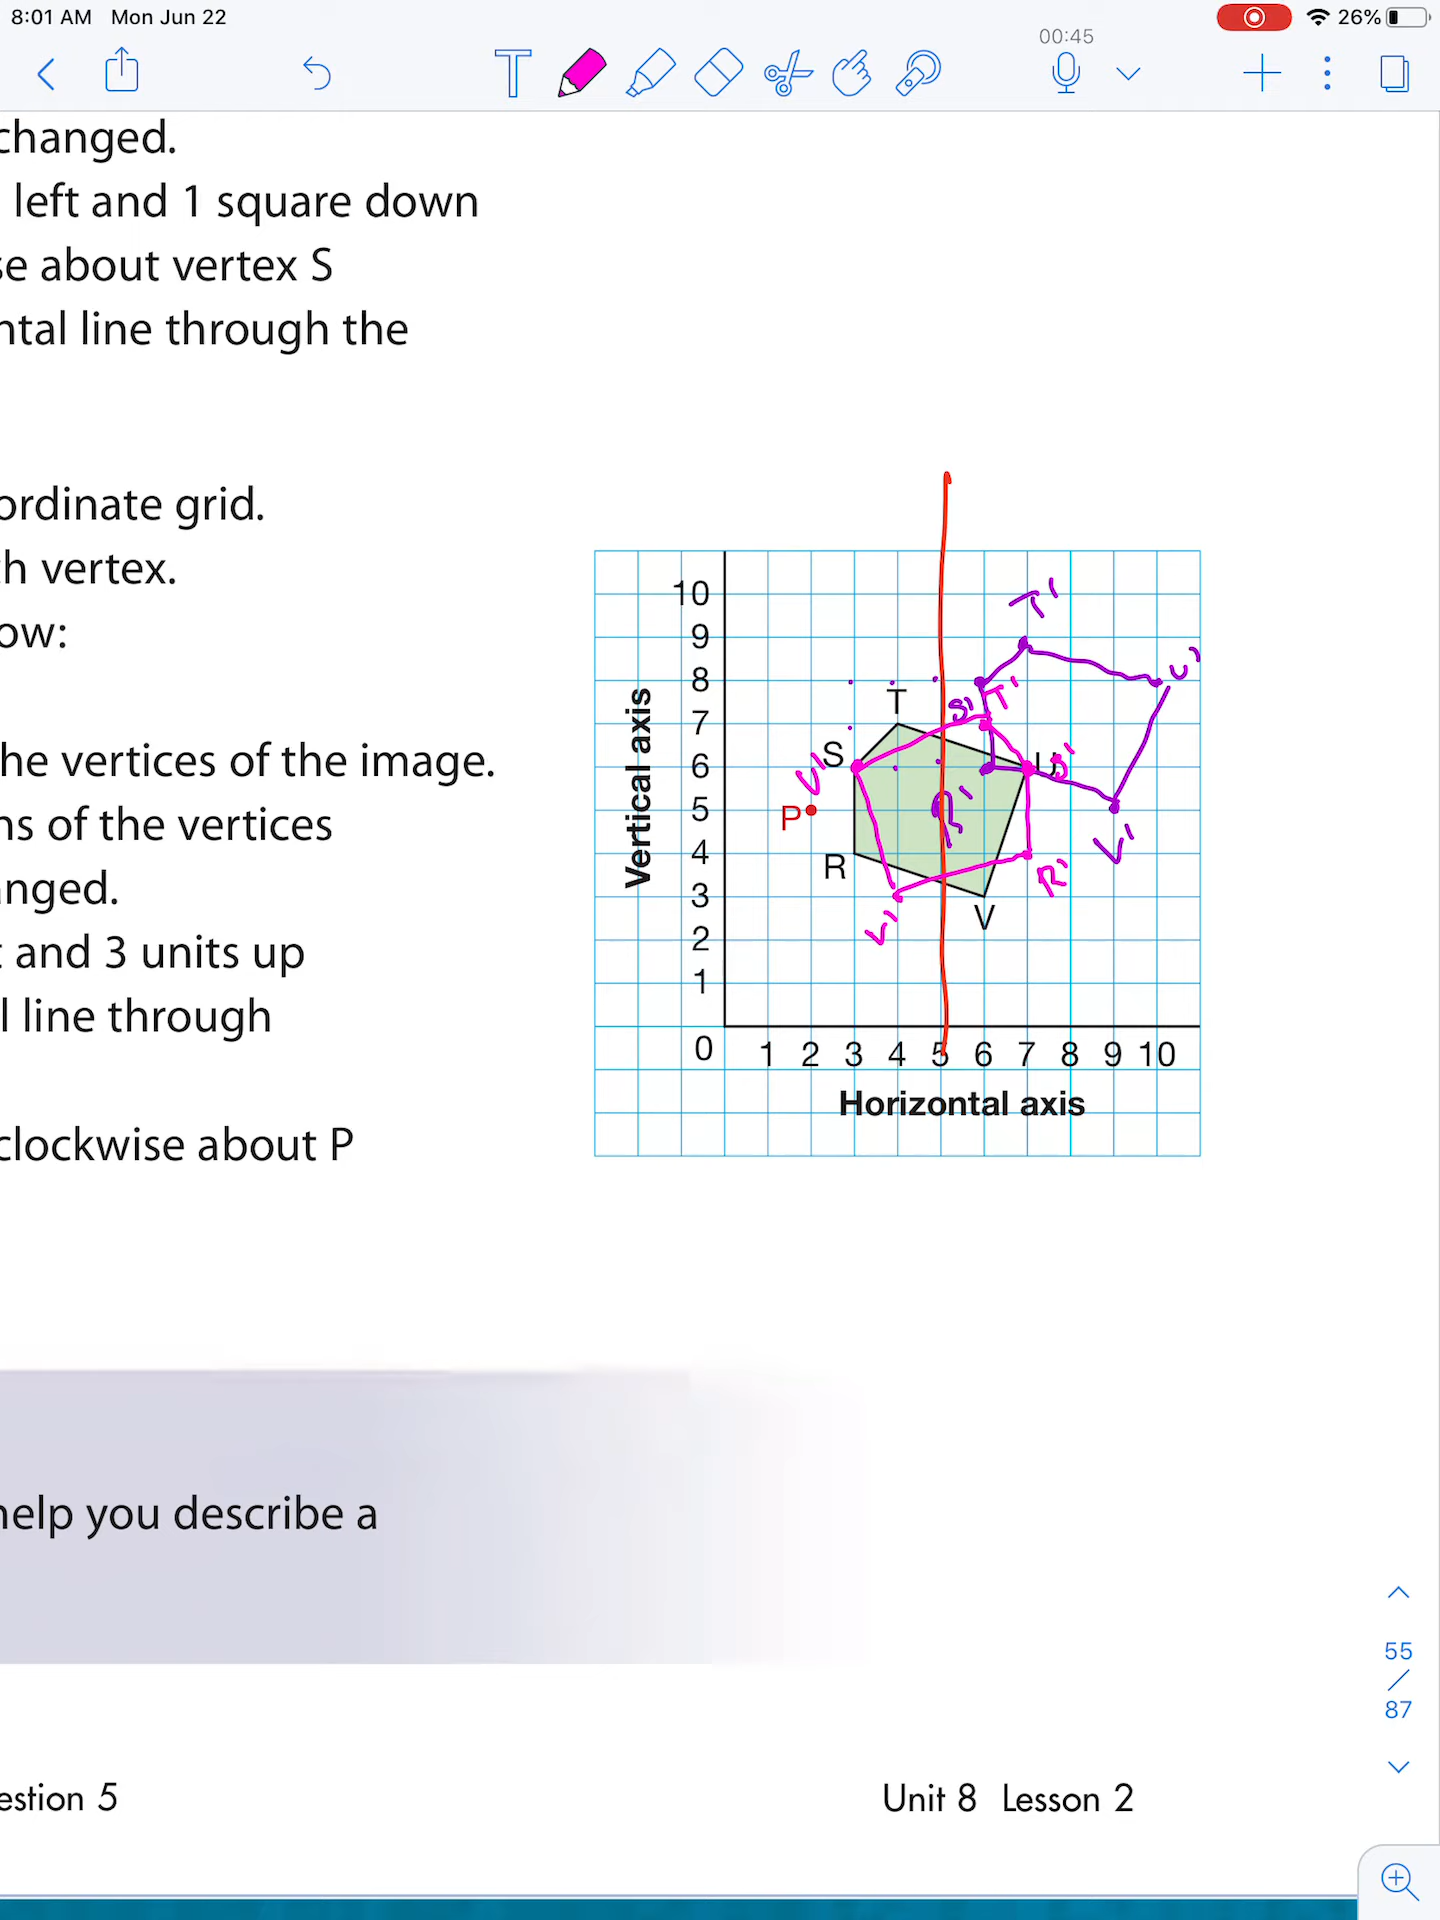 8:01 AM Mon Jun 22
26%
00:45
T
changed.
left and 1 square down
se about vertex S
ntal line through the
ordinate grid.
h vertex.
ow:
he vertices of the image.
ns of the vertices
anged.
t and 3 units up
l line through
clockwise about P
10
9
8
7
6
5
4
3
2
1
0
1 2 3 4 5 6 7 8 9 10
Vertical axis
Horizontal axis
T'
U'
S' T'
T
S
U
S'
U'
P
R'
V'
R
R'
V
V'
help you describe a
55
/
87
estion 5
Unit 8 Lesson 2